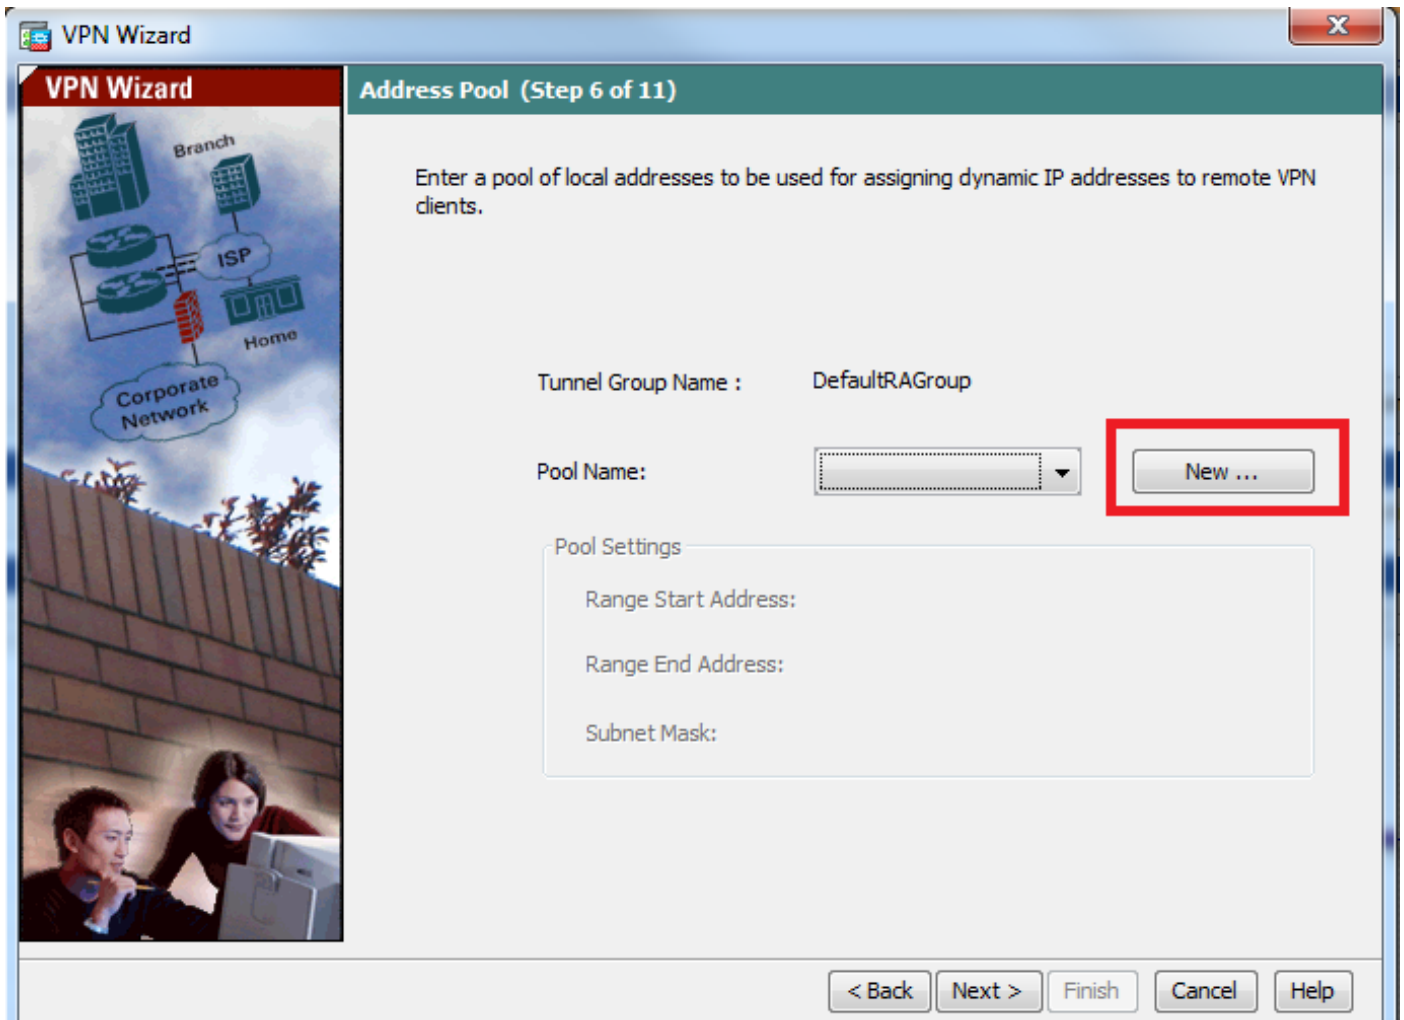 VPN Wizard
VPN Wizard
Address Pool (Step 6 of 11)
Branch
ISP
Home
Corporate
Network
Enter a pool of local addresses to be used for assigning dynamic IP addresses to remote VPN
clients.
Tunnel Group Name : DefaultRAGroup
Pool Name:
New ...
Pool Settings
Range Start Address:
Range End Address:
Subnet Mask:
< Back Next > Finish Cancel Help